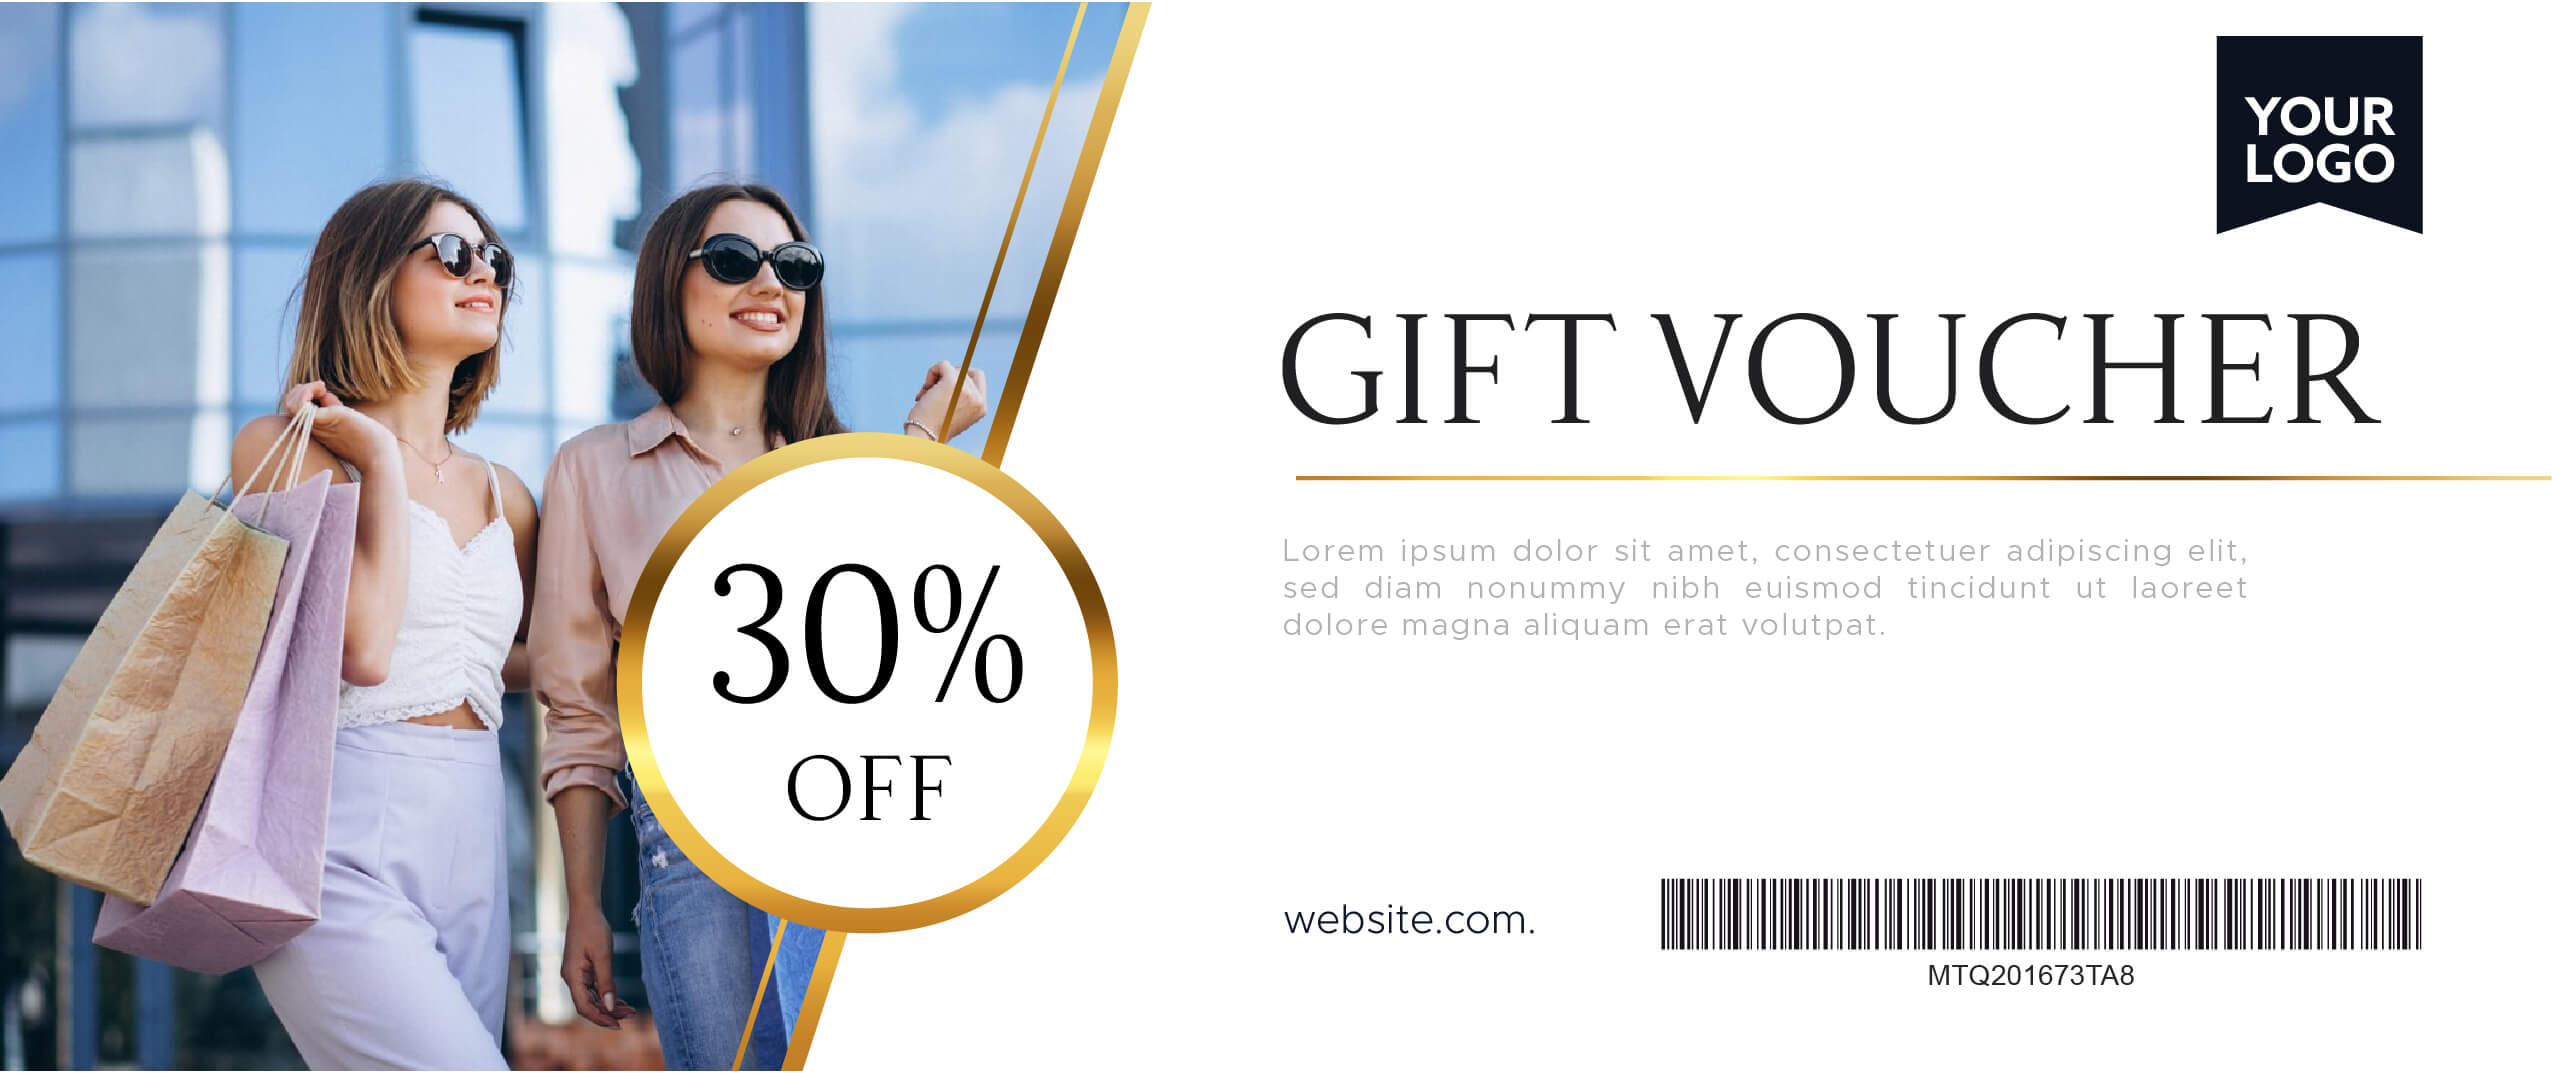 YOUR
LOGO
GIFT VOUCHER
30%
OFF
Lorem ipsum dolor sit amet, consectetuer adipiscing elit,
sed diam nonummy nibh euismod tincidunt ut laoreet
dolore magna aliquam erat volutpat.
website.com.
MTQ201673TA8